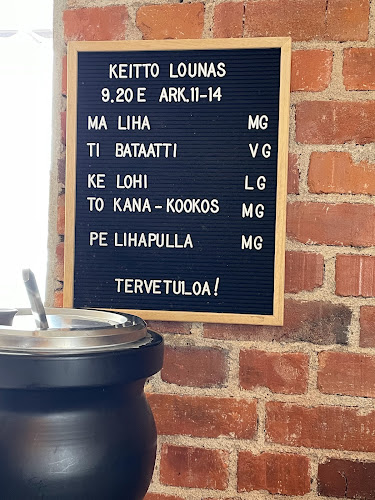 KEITTO LOUNAS
9.20 E ARK.11-14
MA LIHA MG
TI BATAATTI VG
KE LOHI LG
TO KANA-KOOKOS MG
PE LIHAPULLA MG
TERVETULOA!